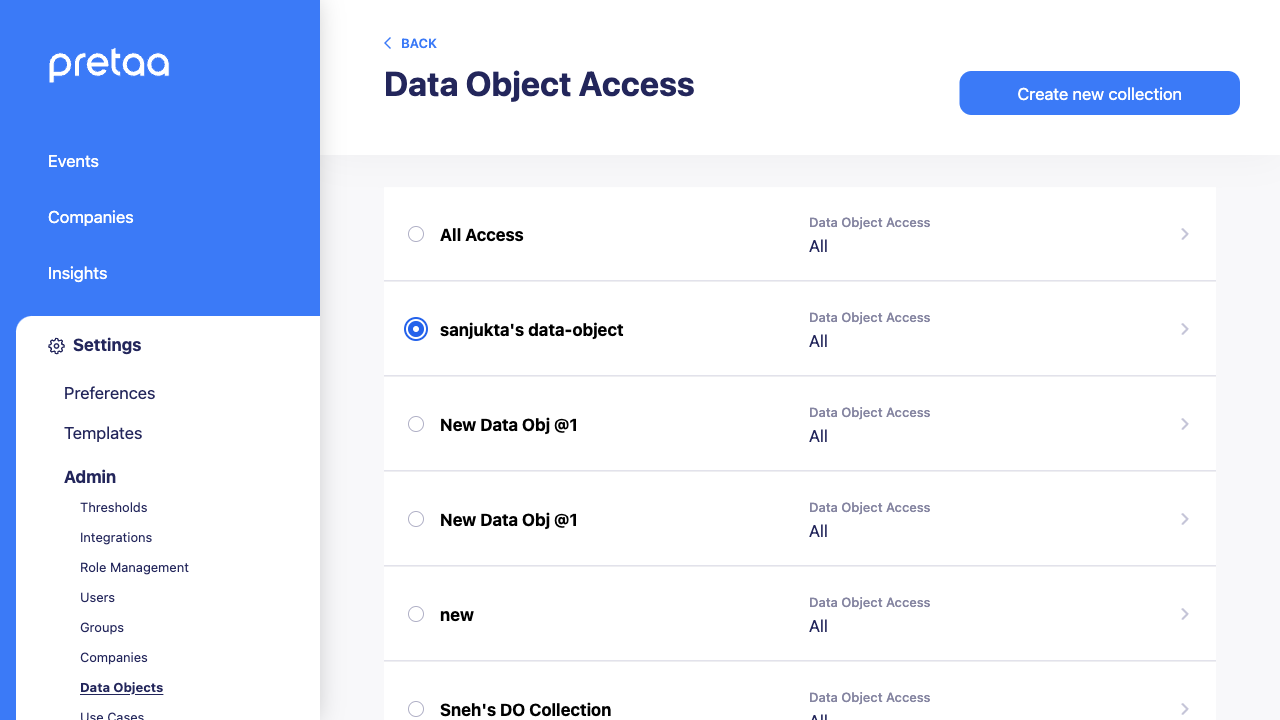 pretaa
Events
Companies
Insights
Settings
Preferences
Templates
Admin
Thresholds
Integrations
Role Management
Users
Groups
Companies
Data Objects
Use Cases
BACK
Data Object Access
Create new collection
All Access
Data Object Access
All
sanjukta's data-object
Data Object Access
All
New Data Obj @1
Data Object Access
All
New Data Obj @1
Data Object Access
All
new
Data Object Access
All
Sneh's DO Collection
Data Object Access
All